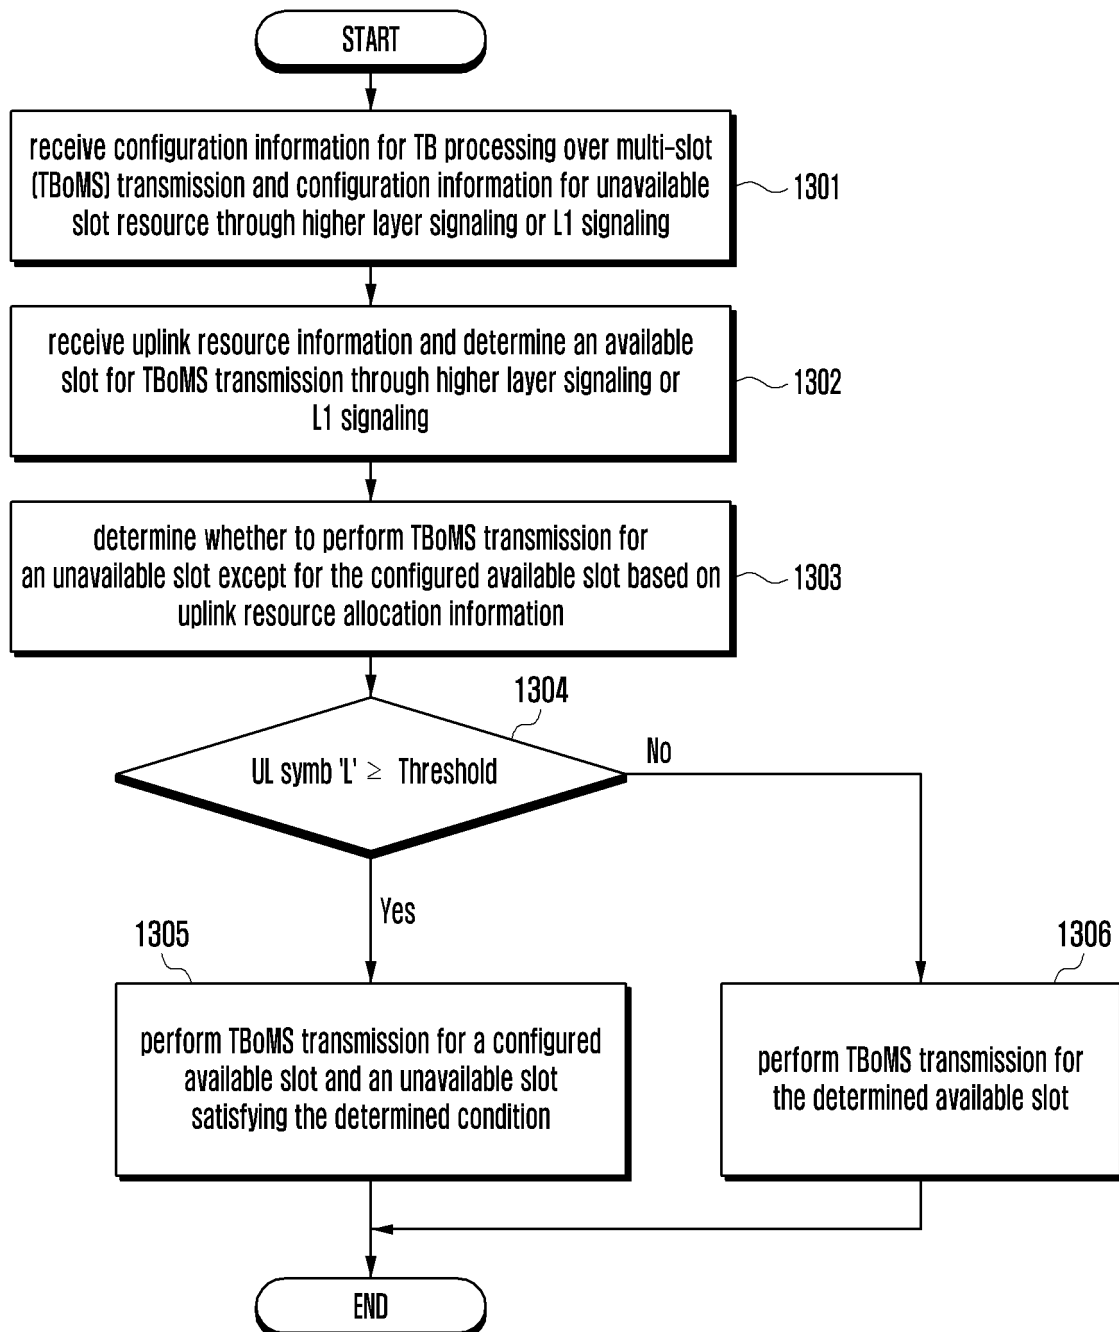 START
receive configuration information for TB processing over multi-slot
(TBoMS) transmission and configuration information for unavailable
slot resource through higher layer signaling or L1 signaling
1301
receive uplink resource information and determine an available
slot for TBoMS transmission through higher layer signaling or
L1 signaling
1302
determine whether to perform TBoMS transmission for
an unavailable slot except for the configured available slot based on
uplink resource allocation information
1303
1304
UL symb 'L' ≥ Threshold
No
Yes
1305
perform TBoMS transmission for a configured
available slot and an unavailable slot
satisfying the determined condition
1306
perform TBoMS transmission for
the determined available slot
END